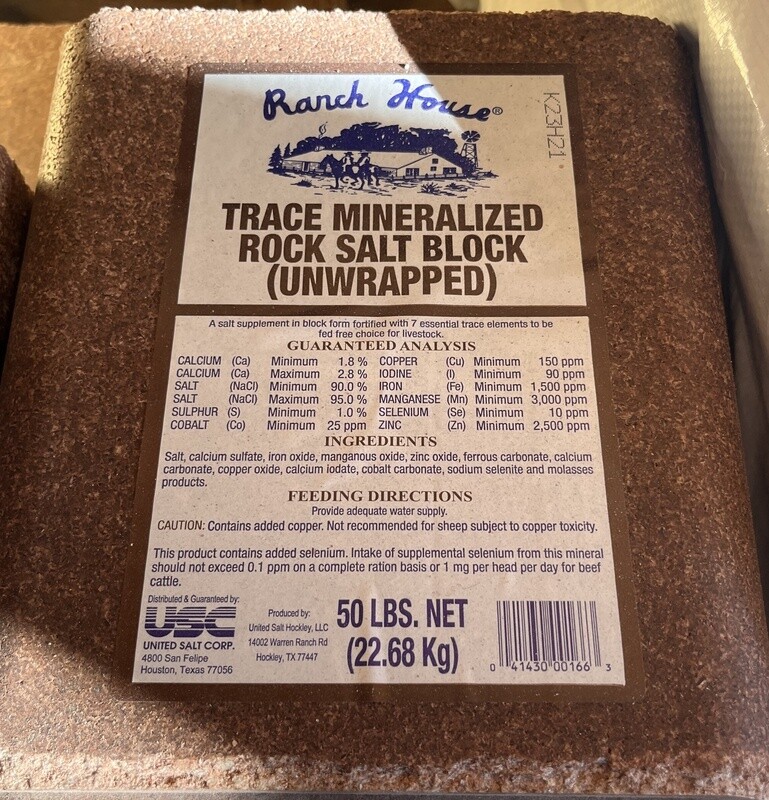 Ranch House®
K23H21
TRACE MINERALIZED
ROCK SALT BLOCK
(UNWRAPPED)
A salt supplement in block form fortified with 7 essential trace elements to be
fed free choice for livestock.
GUARANTEED ANALYSIS
CALCIUM (Ca) Minimum 1.8 % COPPER (Cu) Minimum 150 ppm
CALCIUM (Ca) Maximum 2.8 % IODINE (I) Minimum 90 ppm
SALT (NaCl) Minimum 90.0 % IRON (Fe) Minimum 1,500 ppm
SALT (NaCl) Maximum 95.0 % MANGANESE (Mn) Minimum 3,000 ppm
SULPHUR (S) Minimum 1.0 % SELENIUM (Se) Minimum 10 ppm
COBALT (Co) Minimum 25 ppm ZINC (Zn) Minimum 2,500 ppm
INGREDIENTS
Salt, calcium sulfate, iron oxide, manganous oxide, zinc oxide, ferrous carbonate, calcium
carbonate, copper oxide, calcium iodate, cobalt carbonate, sodium selenite and molasses
products.
FEEDING DIRECTIONS
Provide adequate water supply.
CAUTION: Contains added copper. Not recommended for sheep subject to copper toxicity.
This product contains added selenium. Intake of supplemental selenium from this mineral
should not exceed 0.1 ppm on a complete ration basis or 1 mg per head per day for beef
cattle.
Distributed & Guaranteed by:
USC
UNITED SALT CORP.
4800 San Felipe
Houston, Texas 77056
Produced by:
United Salt Hockley, LLC
14002 Warren Ranch Rd
Hockley, TX 77447
50 LBS. NET
(22.68 Kg)
0 41430 00166 3